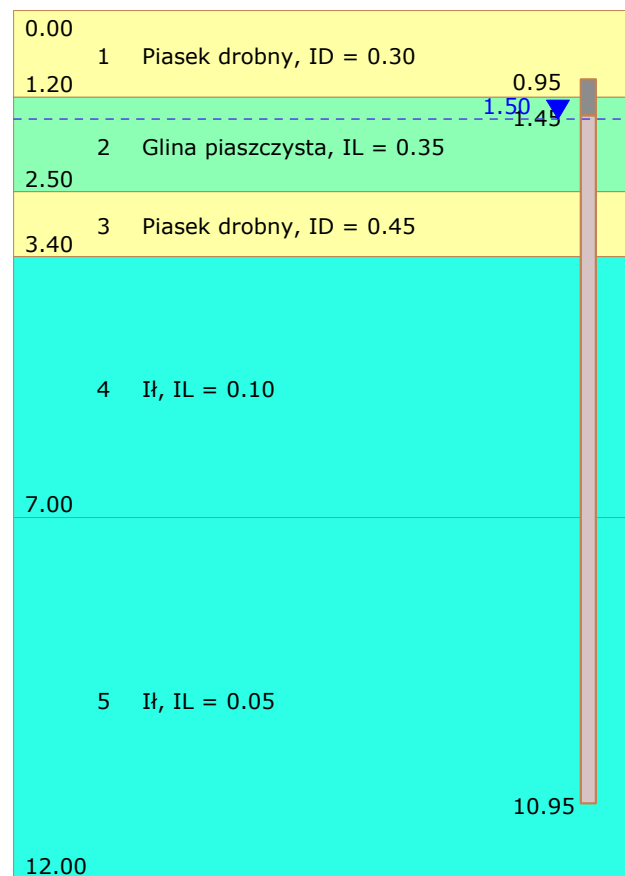 0.00
1 Piasek drobny, ID = 0.30
1.20
0.95
1.50
1.45
2 Glina piaszczysta, IL = 0.35
2.50
3 Piasek drobny, ID = 0.45
3.40
4 Ił, IL = 0.10
7.00
5 Ił, IL = 0.05
10.95
12.00